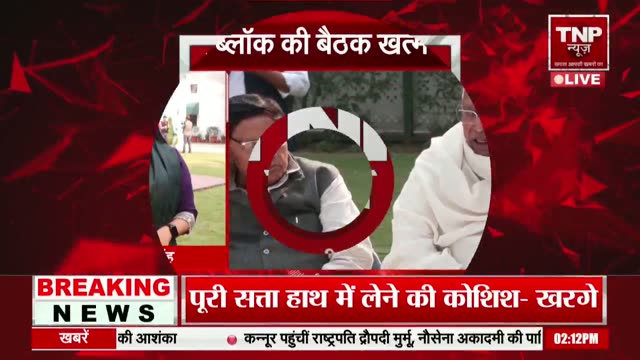 ब्लॉक की बैठक खत्म
TNP
न्यूज़
LIVE
BREAKING
NEWS
पूरी सत्ता हाथ में लेने की कोशिश- खरगे
खबरें
की आशंका
कन्नूर पहुंचीं राष्ट्रपति द्रौपदी मुर्मू, नौसेना अकादमी की पासिं
02:12PM